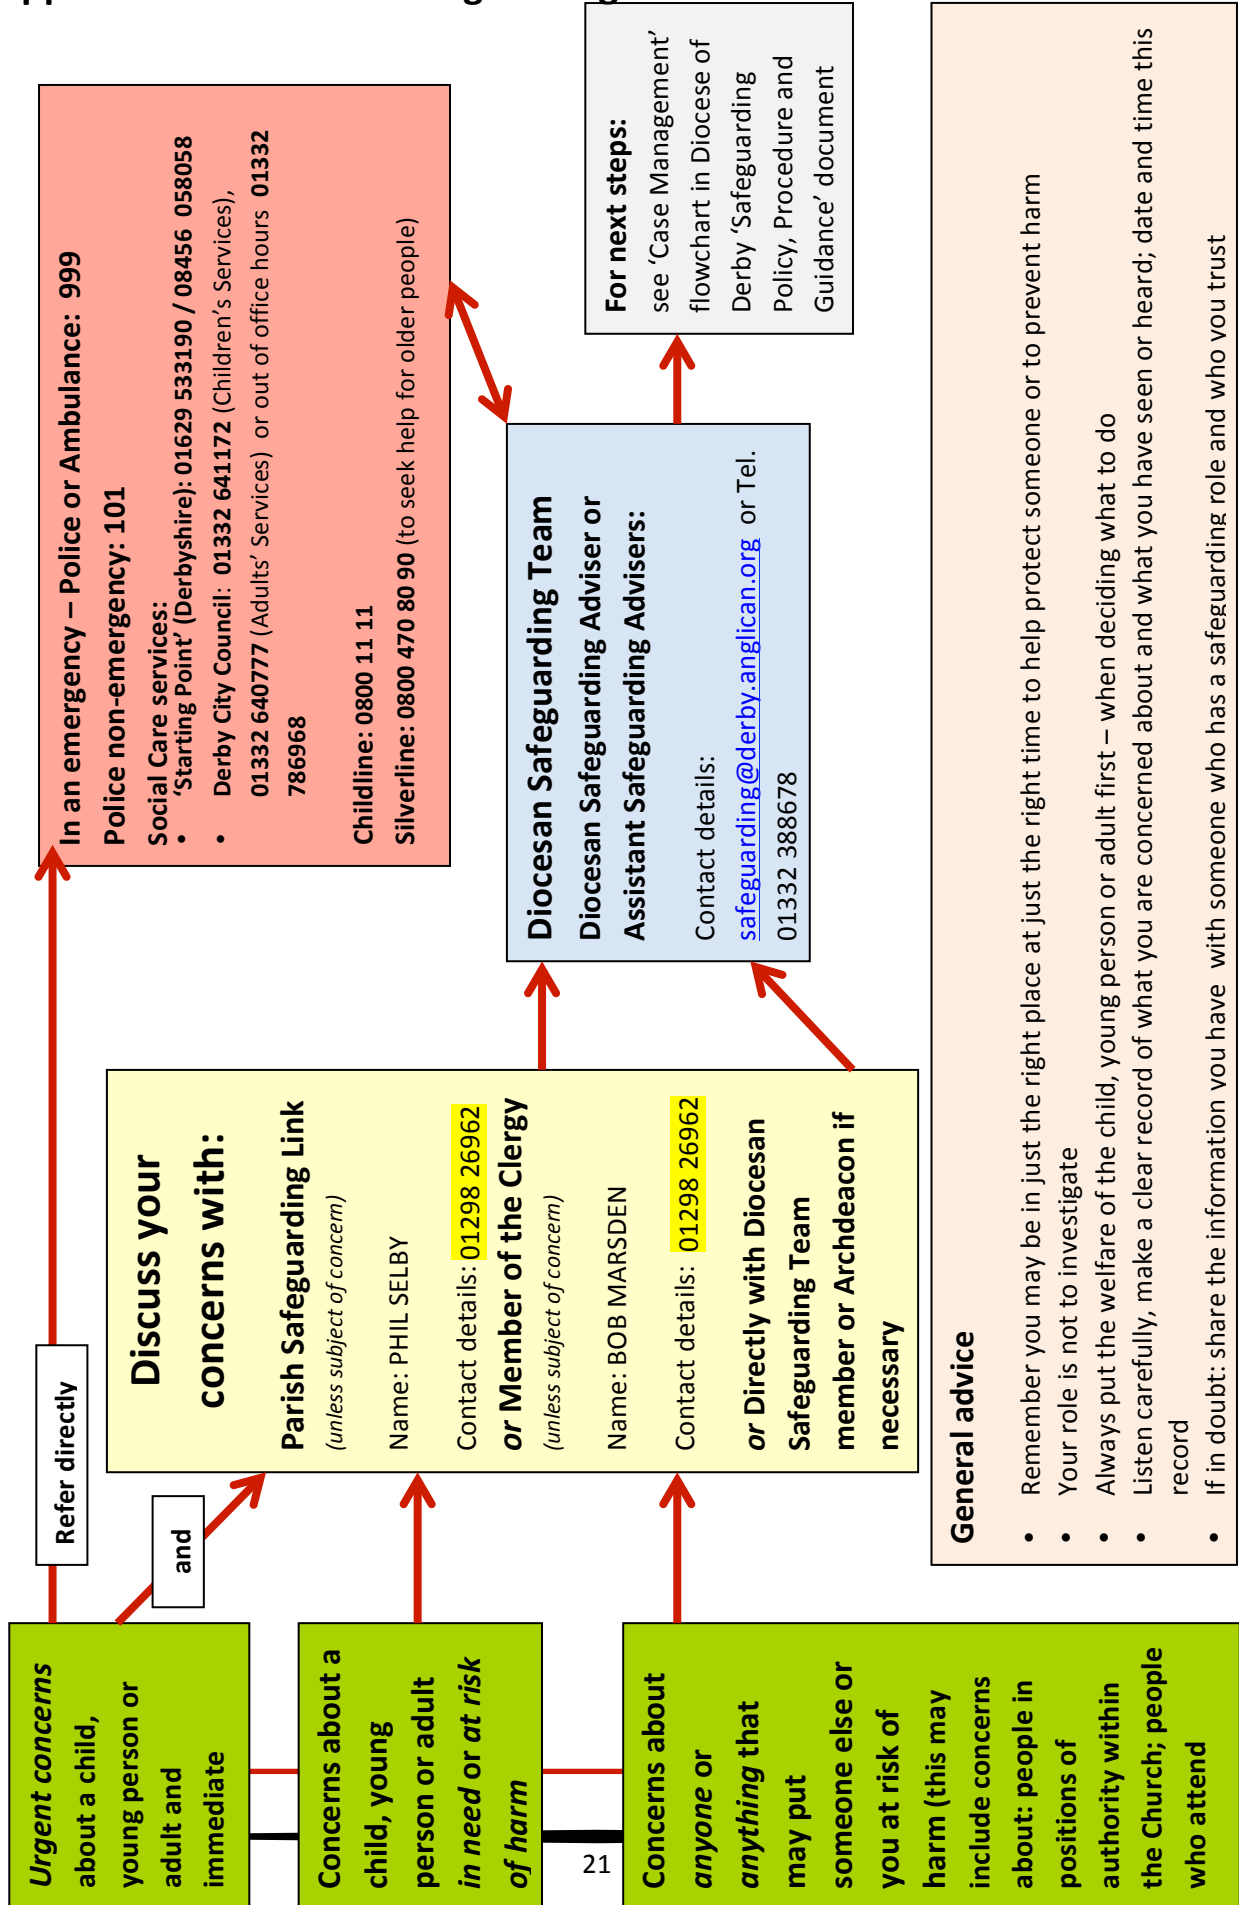 Urgent concerns
about a child,
young person or
adult and
immediate
Refer directly
and
In an emergency – Police or Ambulance: 999
Police non-emergency: 101
Social Care services:
• ‘Starting Point’ (Derbyshire): 01629 533190 / 08456 058058
• Derby City Council: 01332 641172 (Children’s Services),
01332 640777 (Adults’ Services) or out of office hours 01332
786968
Childline: 0800 11 11
Silverline: 0800 470 80 90 (to seek help for older people)
Concerns about a
child, young
person or adult
in need or at risk
of harm
Discuss your
concerns with:
Parish Safeguarding Link
(unless subject of concern)
Name: PHIL SELBY
Contact details: 01298 26962
or Member of the Clergy
(unless subject of concern)
Name: BOB MARSDEN
Contact details: 01298 26962
or Directly with Diocesan
Safeguarding Team
member or Archdeacon if
necessary
Diocesan Safeguarding Team
Diocesan Safeguarding Adviser or
Assistant Safeguarding Advisers:
Contact details:
safeguarding@derby.anglican.org or Tel.
01332 388678
For next steps:
see ‘Case Management’
flowchart in Diocese of
Derby ‘Safeguarding
Policy, Procedure and
Guidance’ document
Concerns about
anyone or
anything that
may put
someone else or
you at risk of
harm (this may
include concerns
about: people in
positions of
authority within
the Church; people
who attend
General advice
• Remember you may be in just the right place at just the right time to help protect someone or to prevent harm
• Your role is not to investigate
• Always put the welfare of the child, young person or adult first – when deciding what to do
• Listen carefully, make a clear record of what you are concerned about and what you have seen or heard; date and time this
record
• If in doubt: share the information you have with someone who has a safeguarding role and who you trust
21